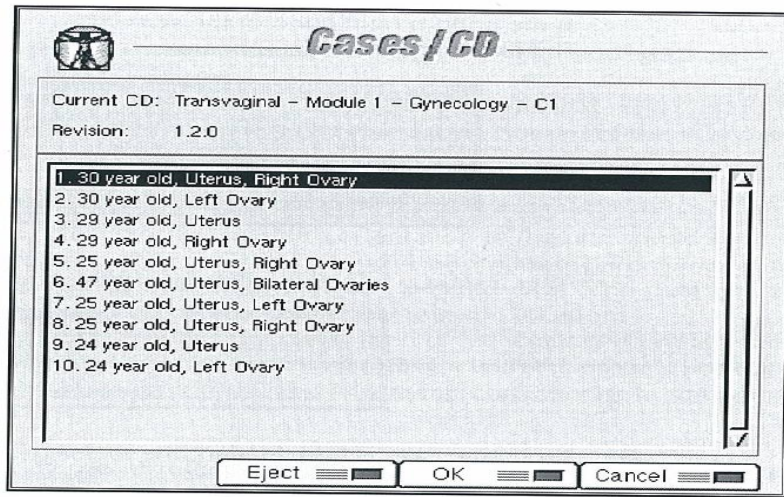 Cases/CD
Current CD: Transvaginal – Module 1 – Gynecology – C1
Revision: 1.2.0
1. 30 year old, Uterus, Right Ovary
2. 30 year old, Left Ovary
3. 29 year old, Uterus
4. 29 year old, Right Ovary
5. 25 year old, Uterus, Right Ovary
6. 47 year old, Uterus, Bilateral Ovaries
7. 25 year old, Uterus, Left Ovary
8. 25 year old, Uterus, Right Ovary
9. 24 year old, Uterus
10. 24 year old, Left Ovary
Eject OK Cancel